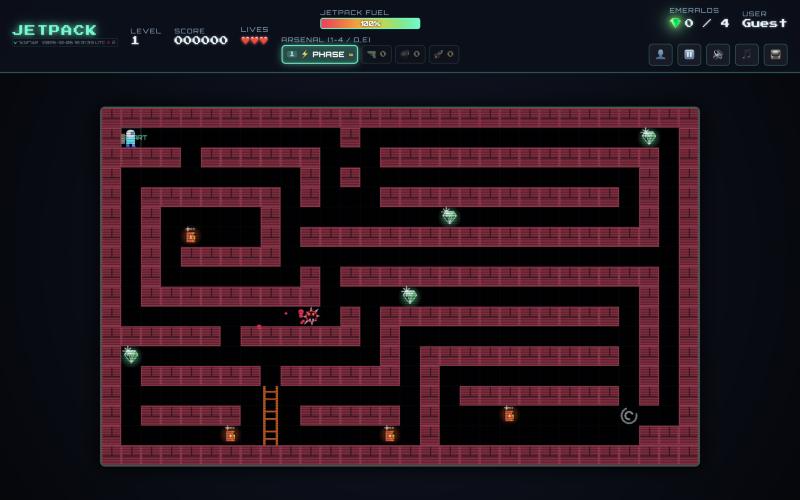 JETPACK
LEVEL
1
SCORE
000000
LIVES
JETPACK FUEL
100%
ARSENAL (1-4 / Q,E)
1 PHASE ∞
0
0
0
EMERALDS
0 / 4
USER
Guest